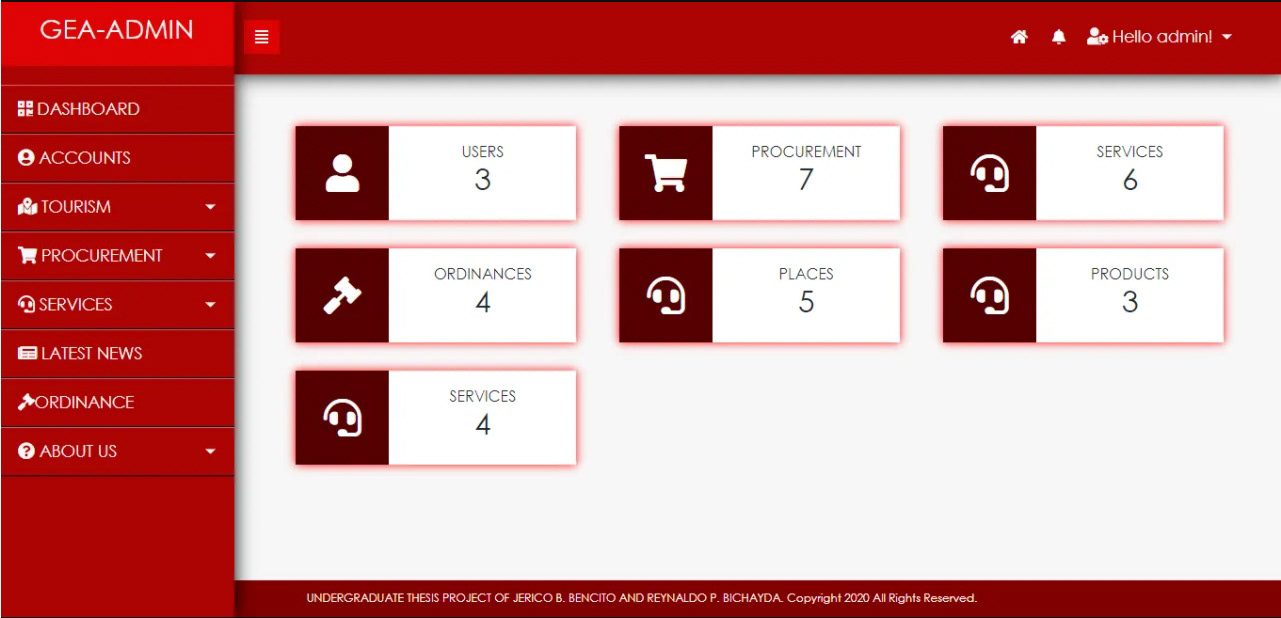 GEA-ADMIN
Hello admin!
DASHBOARD
ACCOUNTS
TOURISM
PROCUREMENT
SERVICES
LATEST NEWS
ORDINANCE
ABOUT US
USERS
3
PROCUREMENT
7
SERVICES
6
ORDINANCES
4
PLACES
5
PRODUCTS
3
SERVICES
4
UNDERGRADUATE THESIS PROJECT OF JERICO B. BENCITO AND REYNALDO P. BICHAYDA. Copyright 2020 All Rights Reserved.